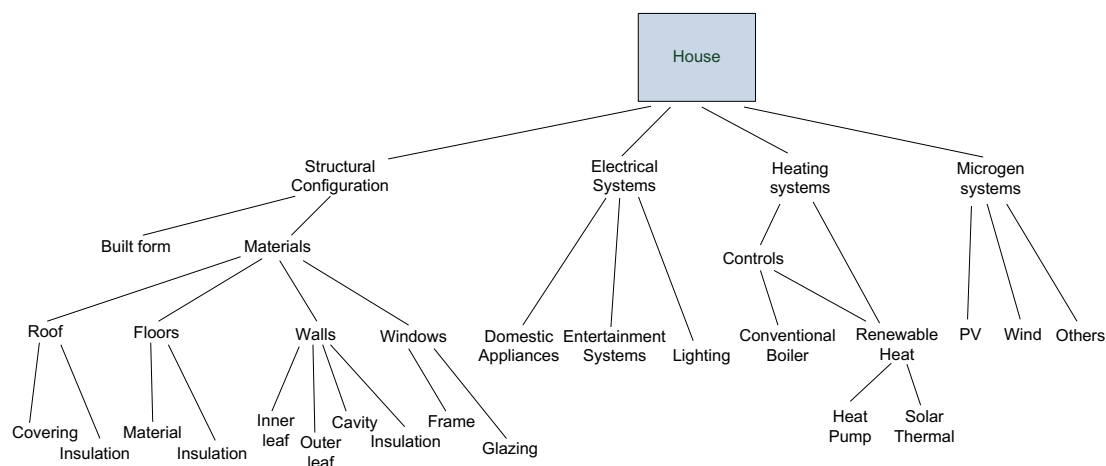 House
Structural
Configuration
Electrical
Systems
Heating
systems
Microgen
systems
Built form
Materials
Controls
Roof
Floors
Walls
Windows
Domestic
Appliances
Entertainment
Systems
Lighting
Conventional
Boiler
Renewable
Heat
PV
Wind
Others
Covering
Insulation
Material
Insulation
Inner
leaf
Outer
leaf
Cavity
Insulation
Frame
Glazing
Heat
Pump
Solar
Thermal